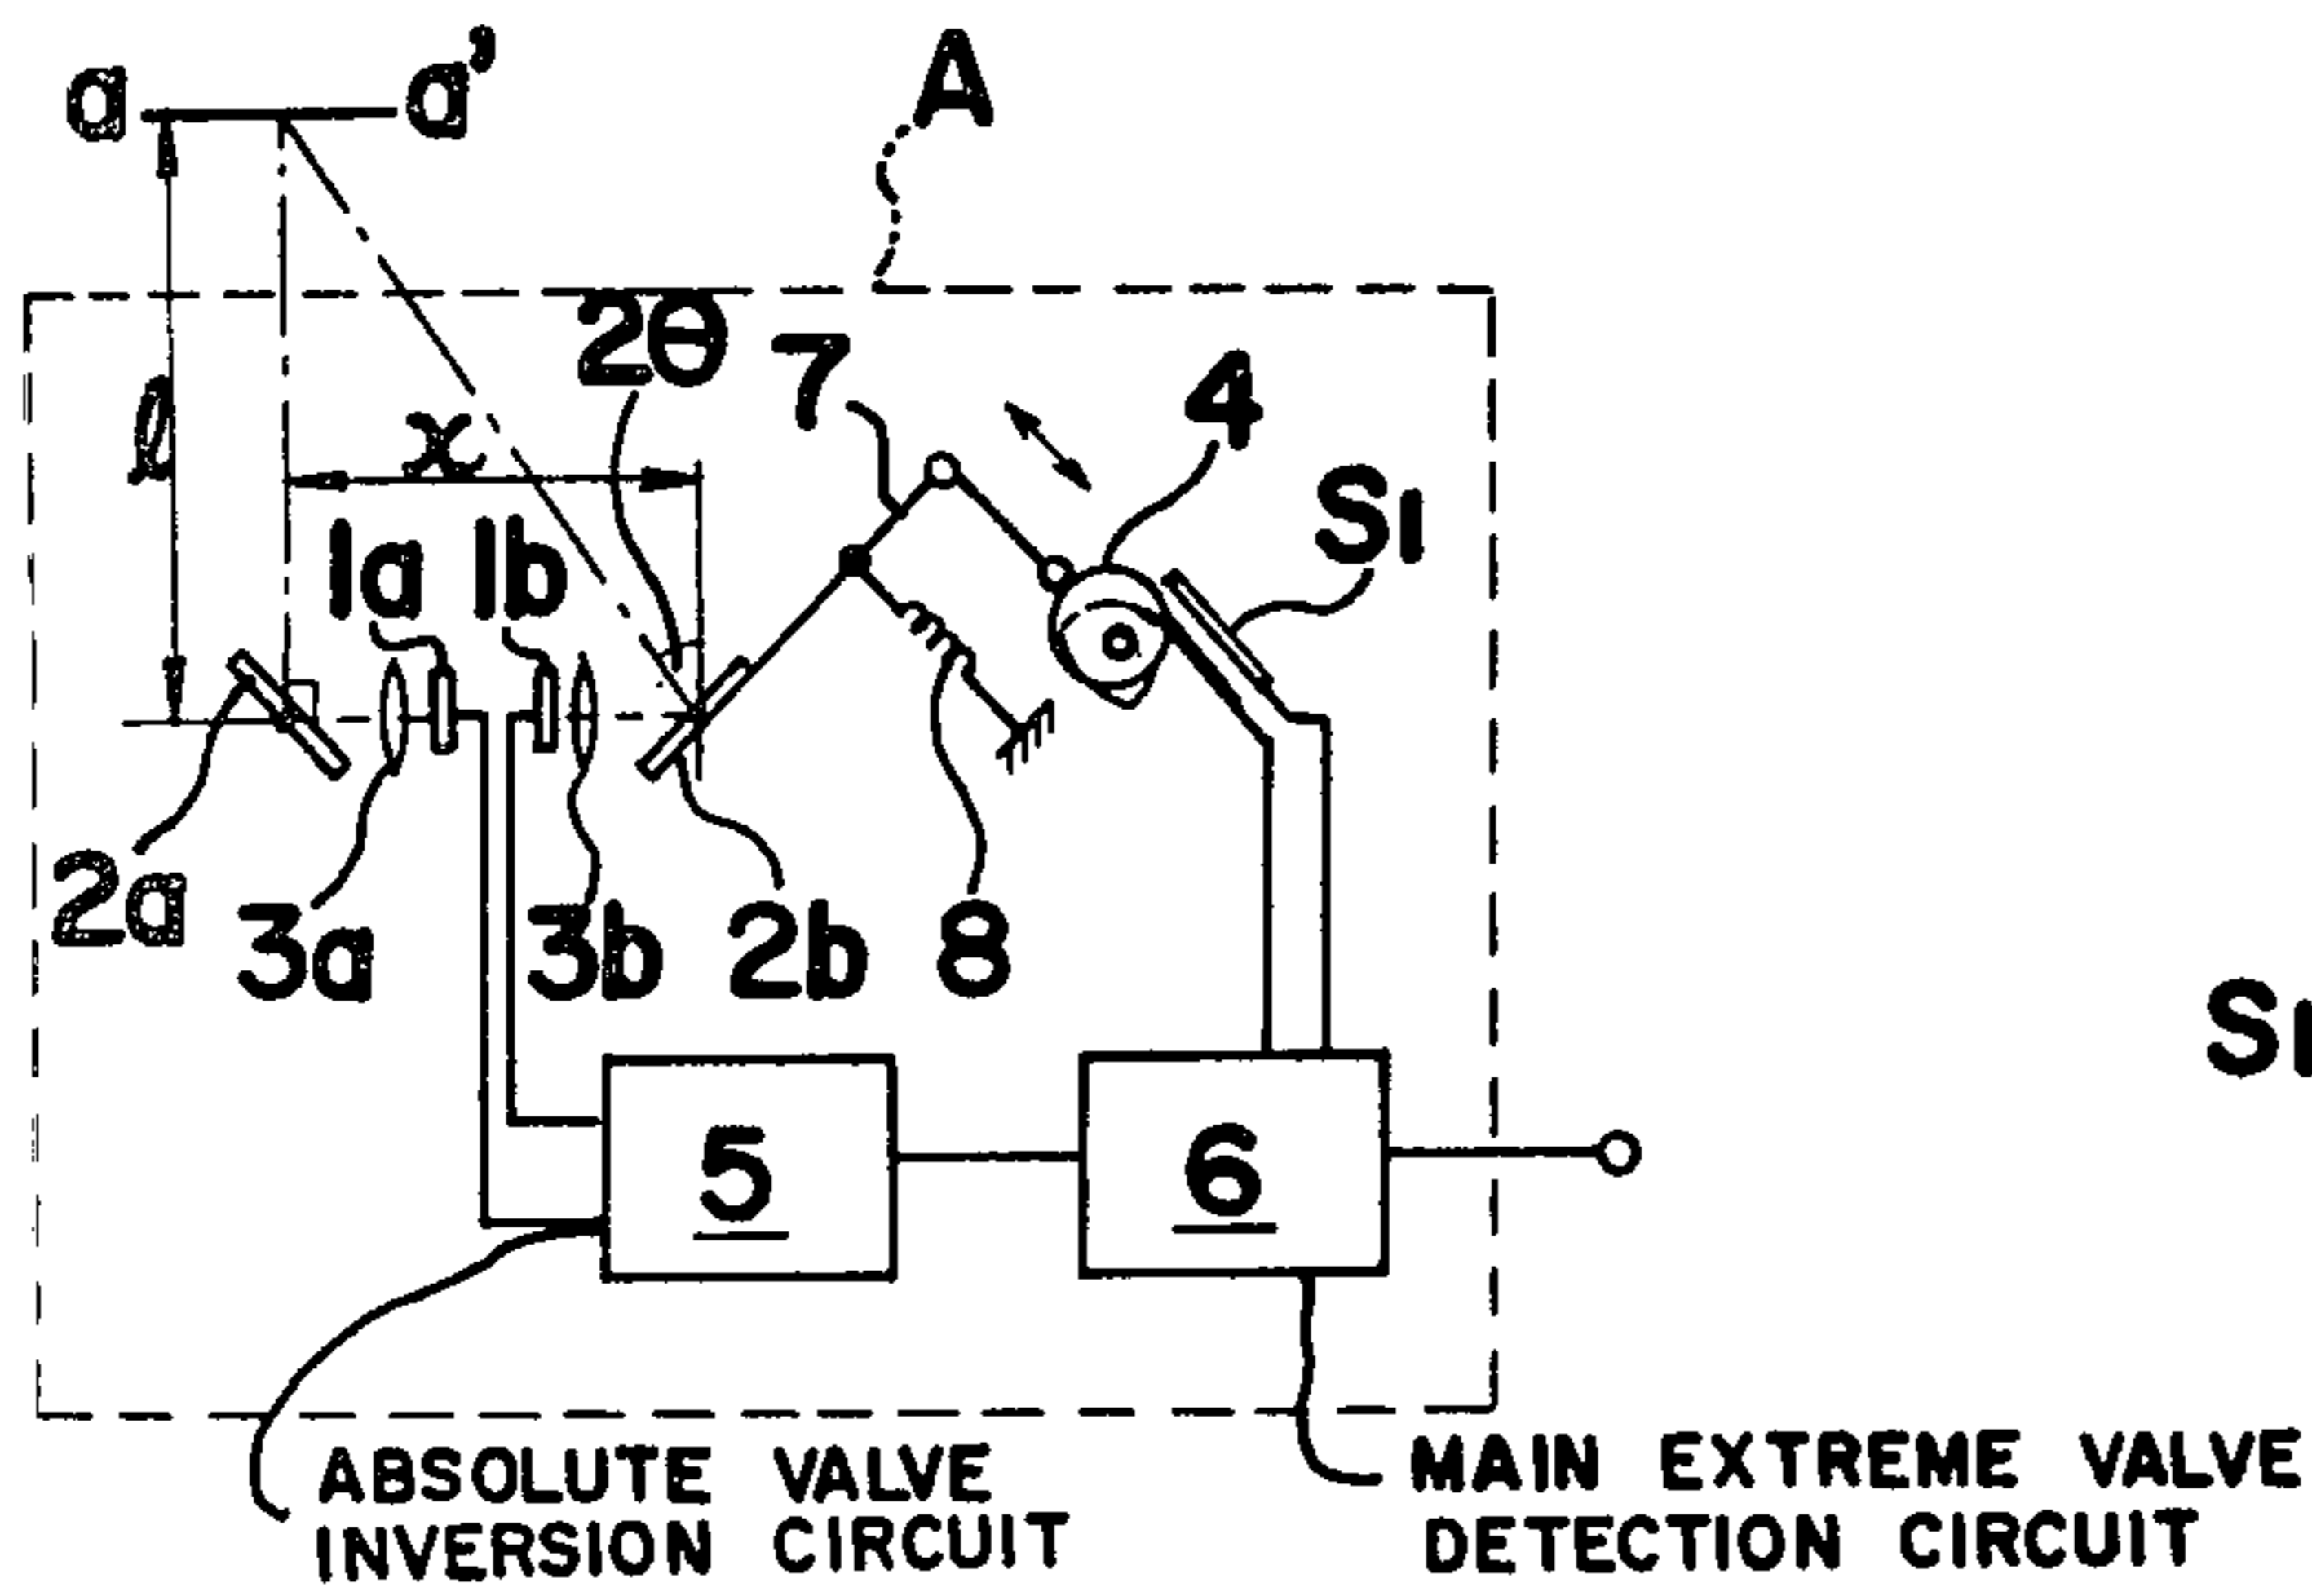 a a’ A
2θ 7 4
ℓ x S1
1a 1b
2a 3a 3b 2b 8
S1
5 6
ABSOLUTE VALVE
INVERSION CIRCUIT
MAIN EXTREME VALVE
DETECTION CIRCUIT